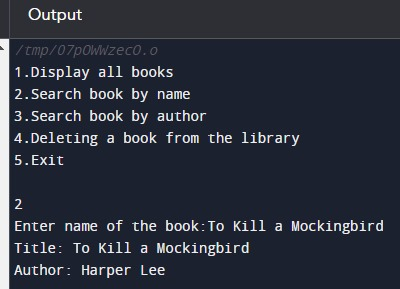 Output
/tmp/07pOWWzecO.o
1.Display all books
2.Search book by name
3.Search book by author
4.Deleting a book from the library
5.Exit
2
Enter name of the book:To Kill a Mockingbird
Title: To Kill a Mockingbird
Author: Harper Lee